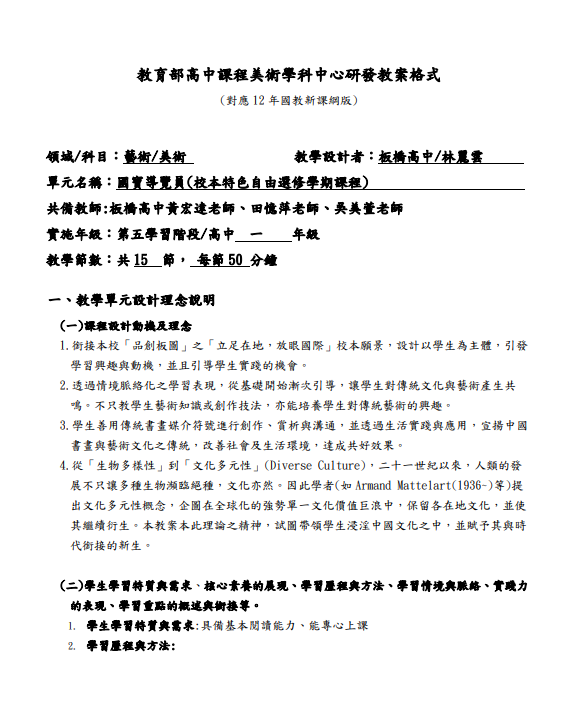 教育部高中課程美術學科中心研發教案格式
(對應 12 年國教新課綱版)
領域/科目：藝術/美術 教學設計者：板橋高中/林麗雲
單元名稱：國寶導覽員(校本特色自由選修學期課程)
共備教師:板橋高中黃宏達老師、田憶萍老師、吳美萱老師
實施年級：第五學習階段/高中 一 年級
教學節數：共 15 節， 每節 50 分鐘
一、教學單元設計理念說明
(一)課程設計動機及理念
1.銜接本校「品創板圖」之「立足在地，放眼國際」校本願景，設計以學生為主體，引發
學習興趣與動機，並且引導學生實踐的機會。
2.透過情境脈絡化之學習表現，從基礎開始漸次引導，讓學生對傳統文化與藝術產生共
鳴。不只教學生藝術知識或創作技法，亦能培養學生對傳統藝術的興趣。
3.學生善用傳統書畫媒介符號進行創作、賞析與溝通，並透過生活實踐與應用，宣揚中國
書畫與藝術文化之傳統，改善社會及生活環境，達成共好效果。
4.從「生物多樣性」到「文化多元性」(Diverse Culture)，二十一世紀以來，人類的發
展不只讓多種生物瀕臨絕種，文化亦然。因此學者(如 Armand Mattelart(1936-)等)提
出文化多元性概念，企圖在全球化的強勢單一文化價值巨浪中，保留各在地文化，並使
其繼續衍生。本教案本此理論之精神，試圖帶領學生浸淫中國文化之中，並賦予其與時
代銜接的新生。
(二)學生學習特質與需求、核心素養的展現、學習歷程與方法、學習情境與脈絡、實踐力
的表現、學習重點的概述與銜接等。
1. 學生學習特質與需求:具備基本閱讀能力、能專心上課
2. 學習歷程與方法: